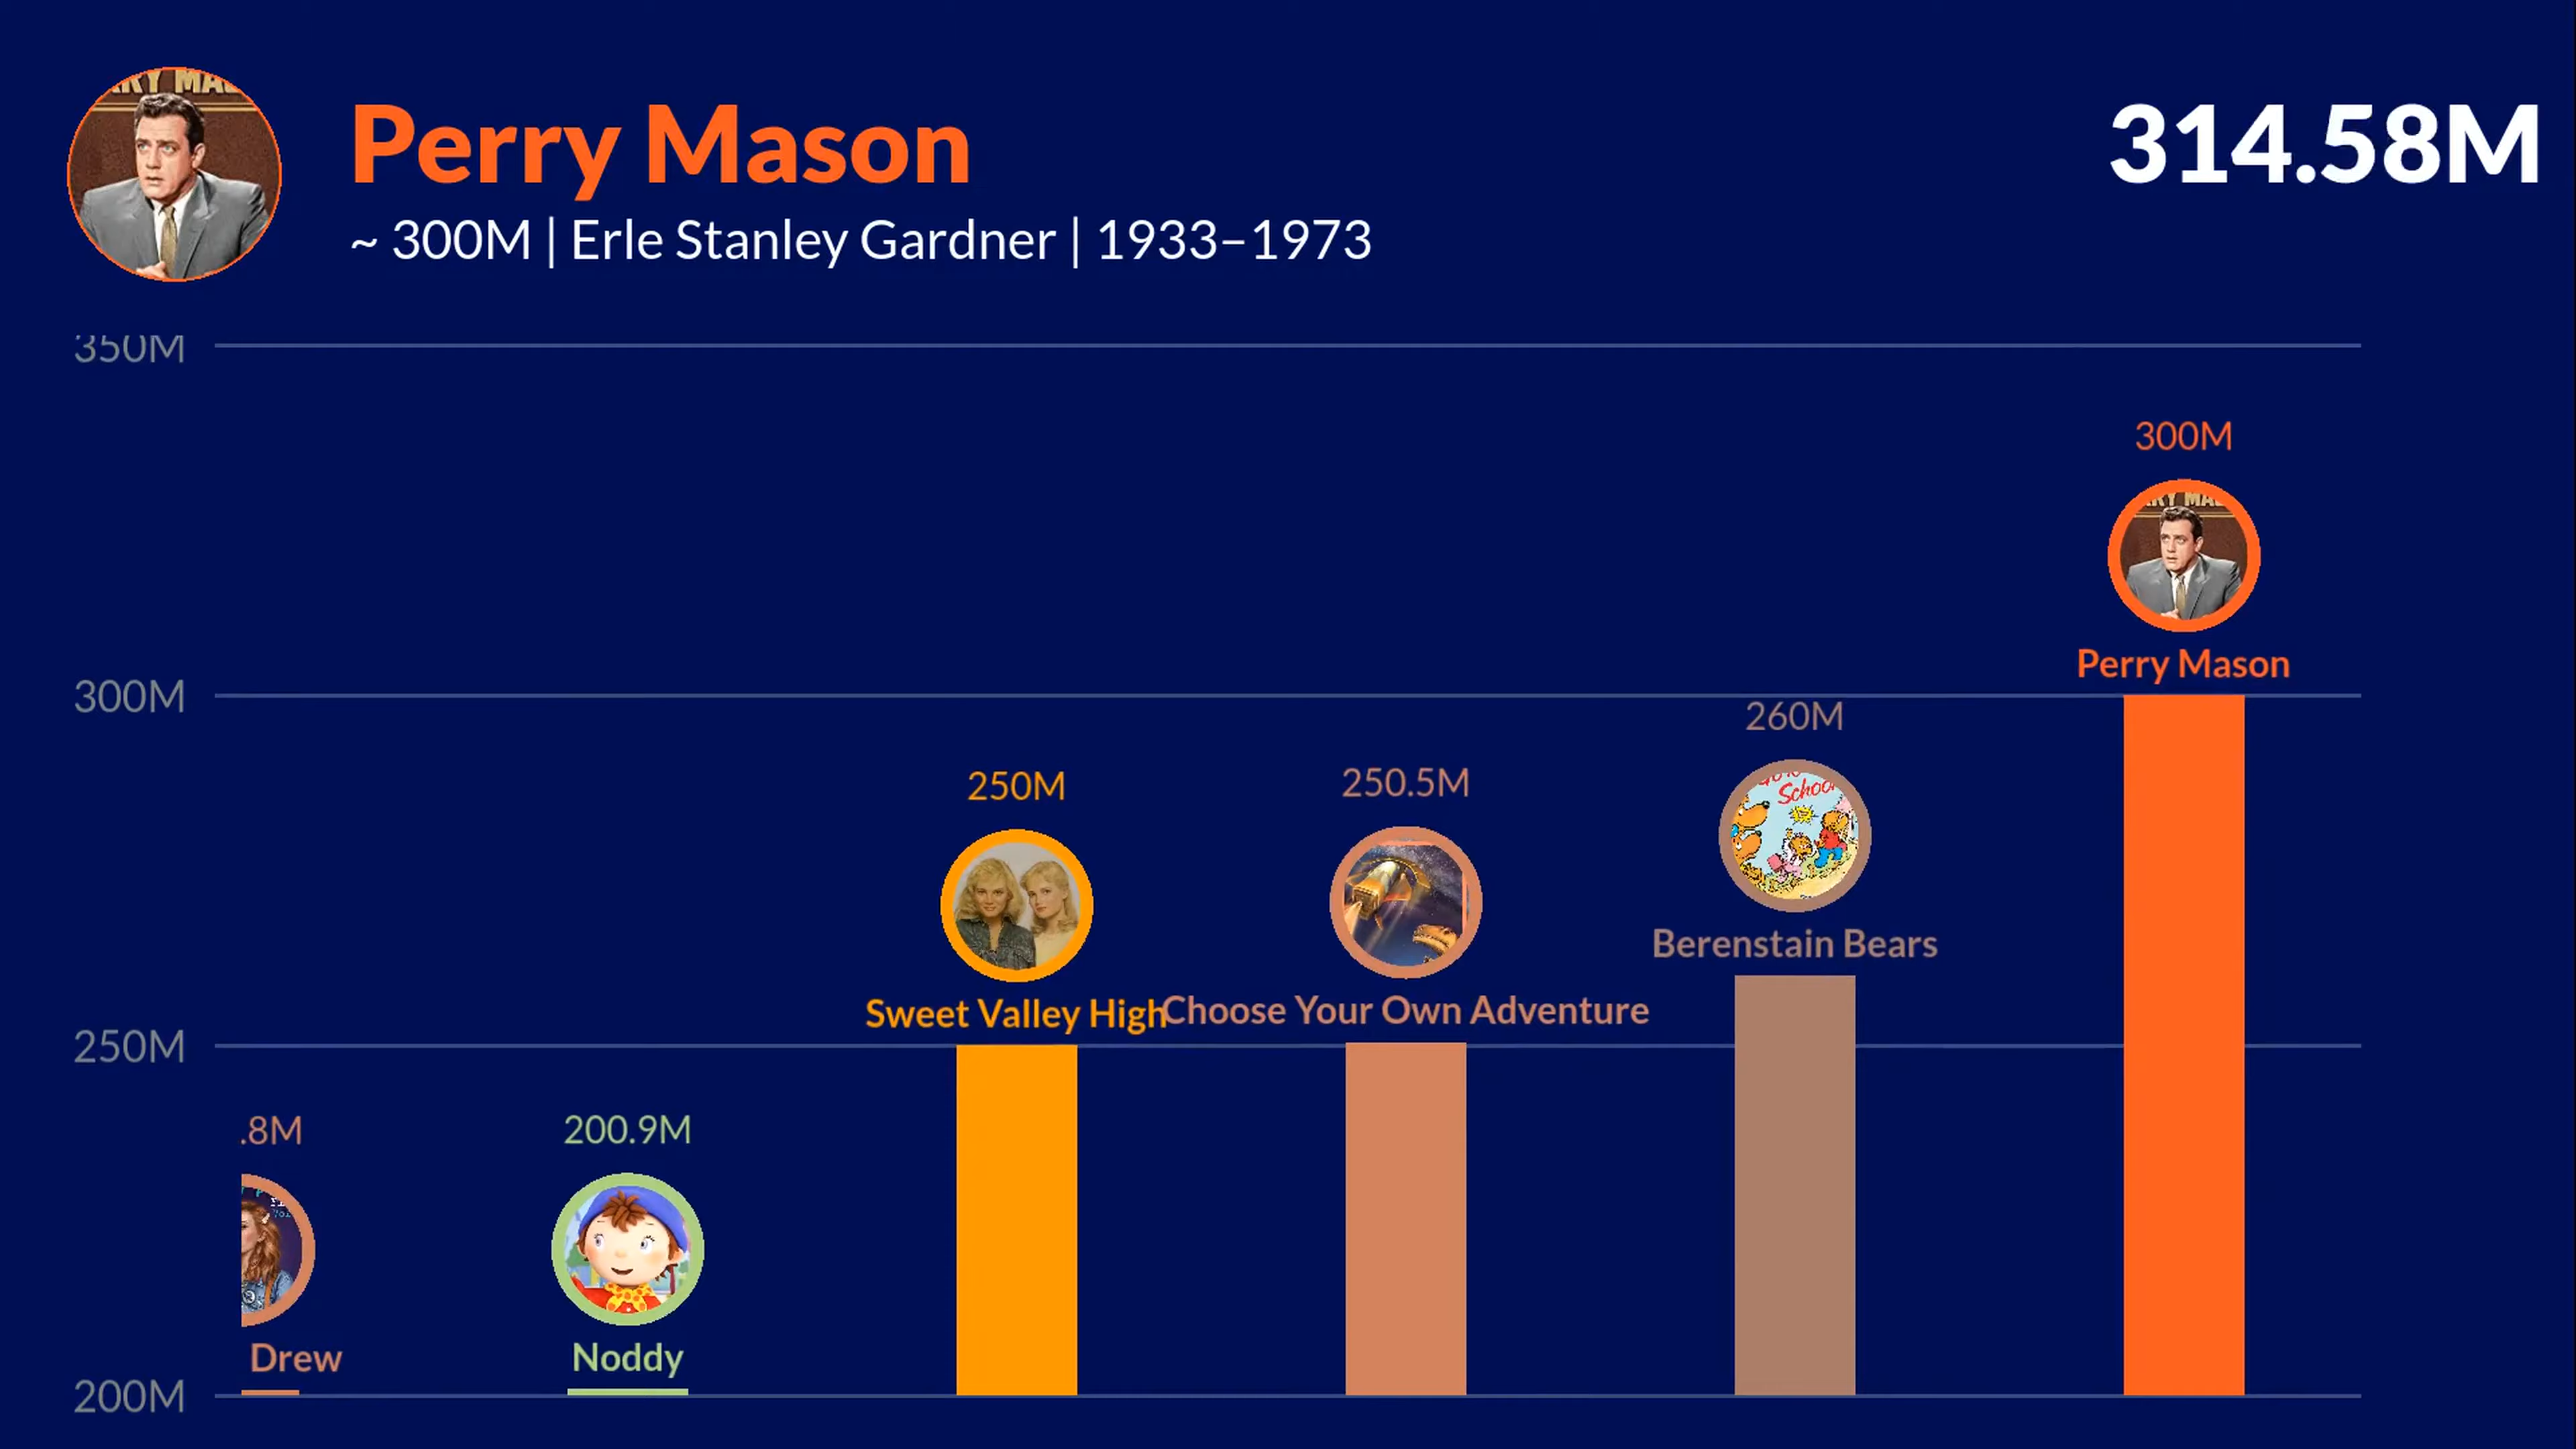 Perry Mason
314.58M
~ 300M | Erle Stanley Gardner | 1933–1973
350M
300M
Perry Mason
300M
260M
250M
250.5M
Berenstain Bears
Sweet Valley High
Choose Your Own Adventure
250M
.8M
200.9M
Drew
Noddy
200M
School